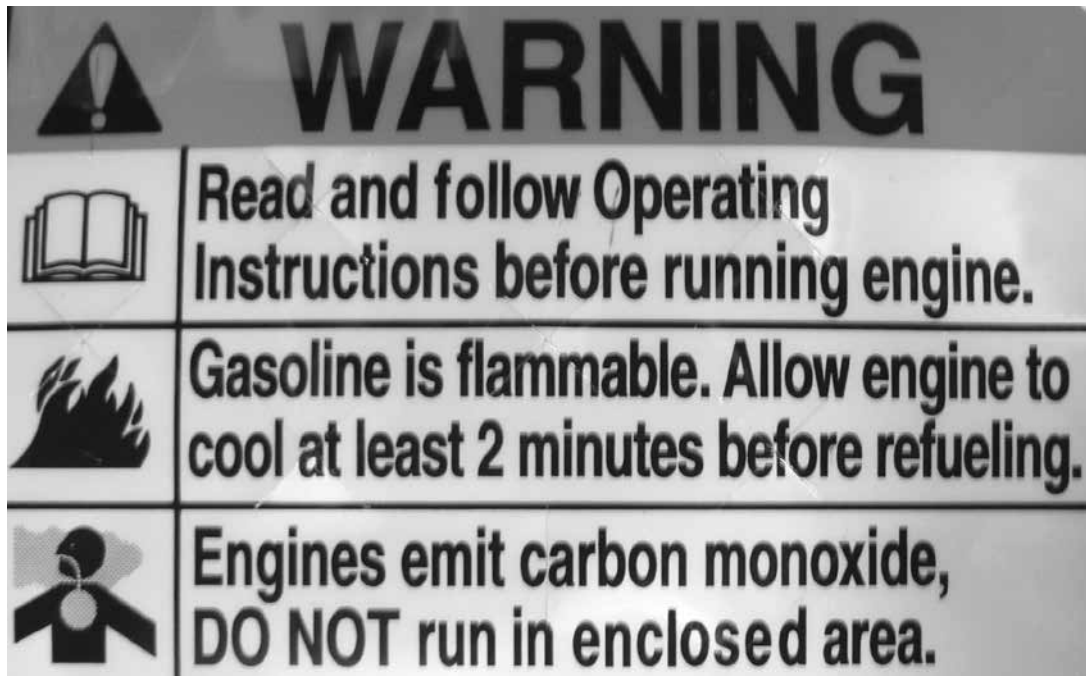 WARNING
Read and follow Operating
Instructions before running engine.
Gasoline is flammable. Allow engine to
cool at least 2 minutes before refueling.
Engines emit carbon monoxide,
DO NOT run in enclosed area.